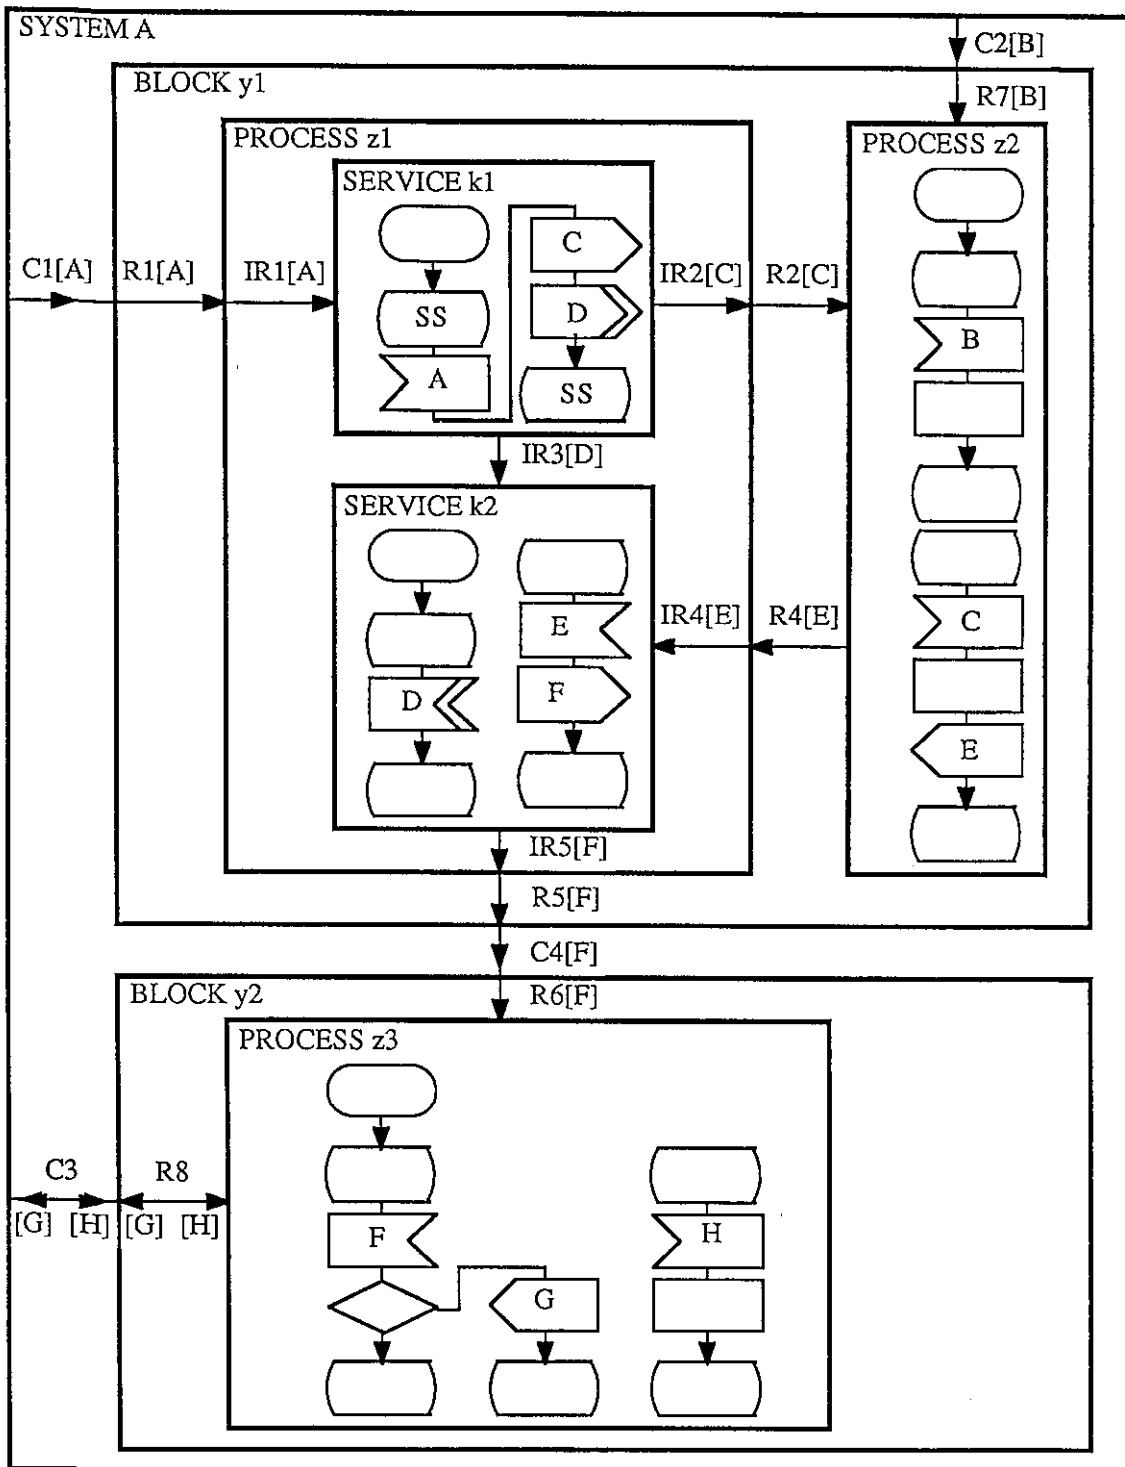 SYSTEM A
C2[B]
BLOCK y1
R7[B]
PROCESS z1
PROCESS z2
SERVICE k1
C
C1[A]
R1[A]
IR1[A]
IR2[C]
R2[C]
SS
D
B
A
SS
IR3[D]
SERVICE k2
E
IR4[E]
R4[E]
C
D
F
E
IR5[F]
R5[F]
C4[F]
BLOCK y2
R6[F]
PROCESS z3
C3
R8
[G] [H]
[G] [H]
F
H
G